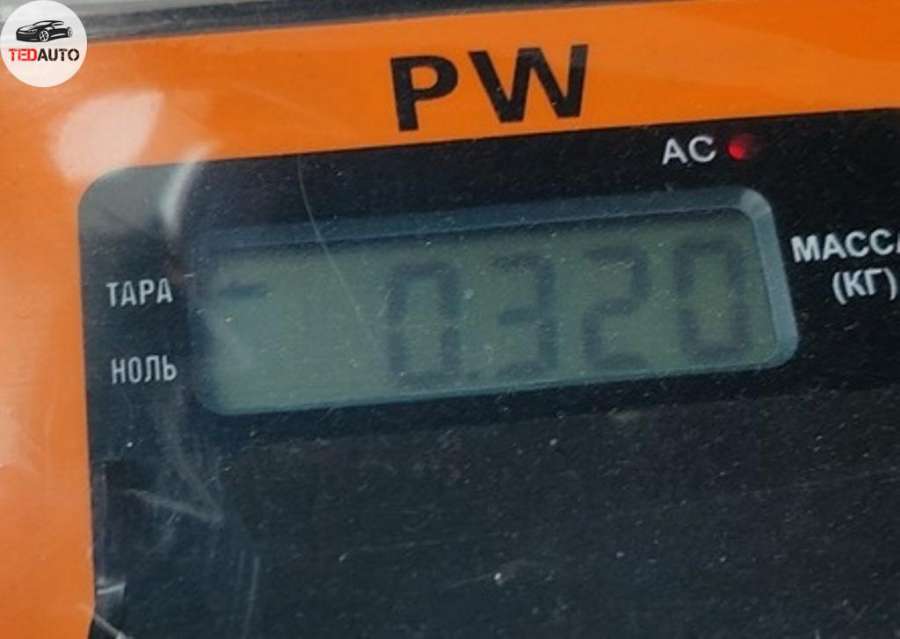 TEDAUTO
PW
AC
МАССА
(КГ)
ТАРА
0.320
НОЛЬ